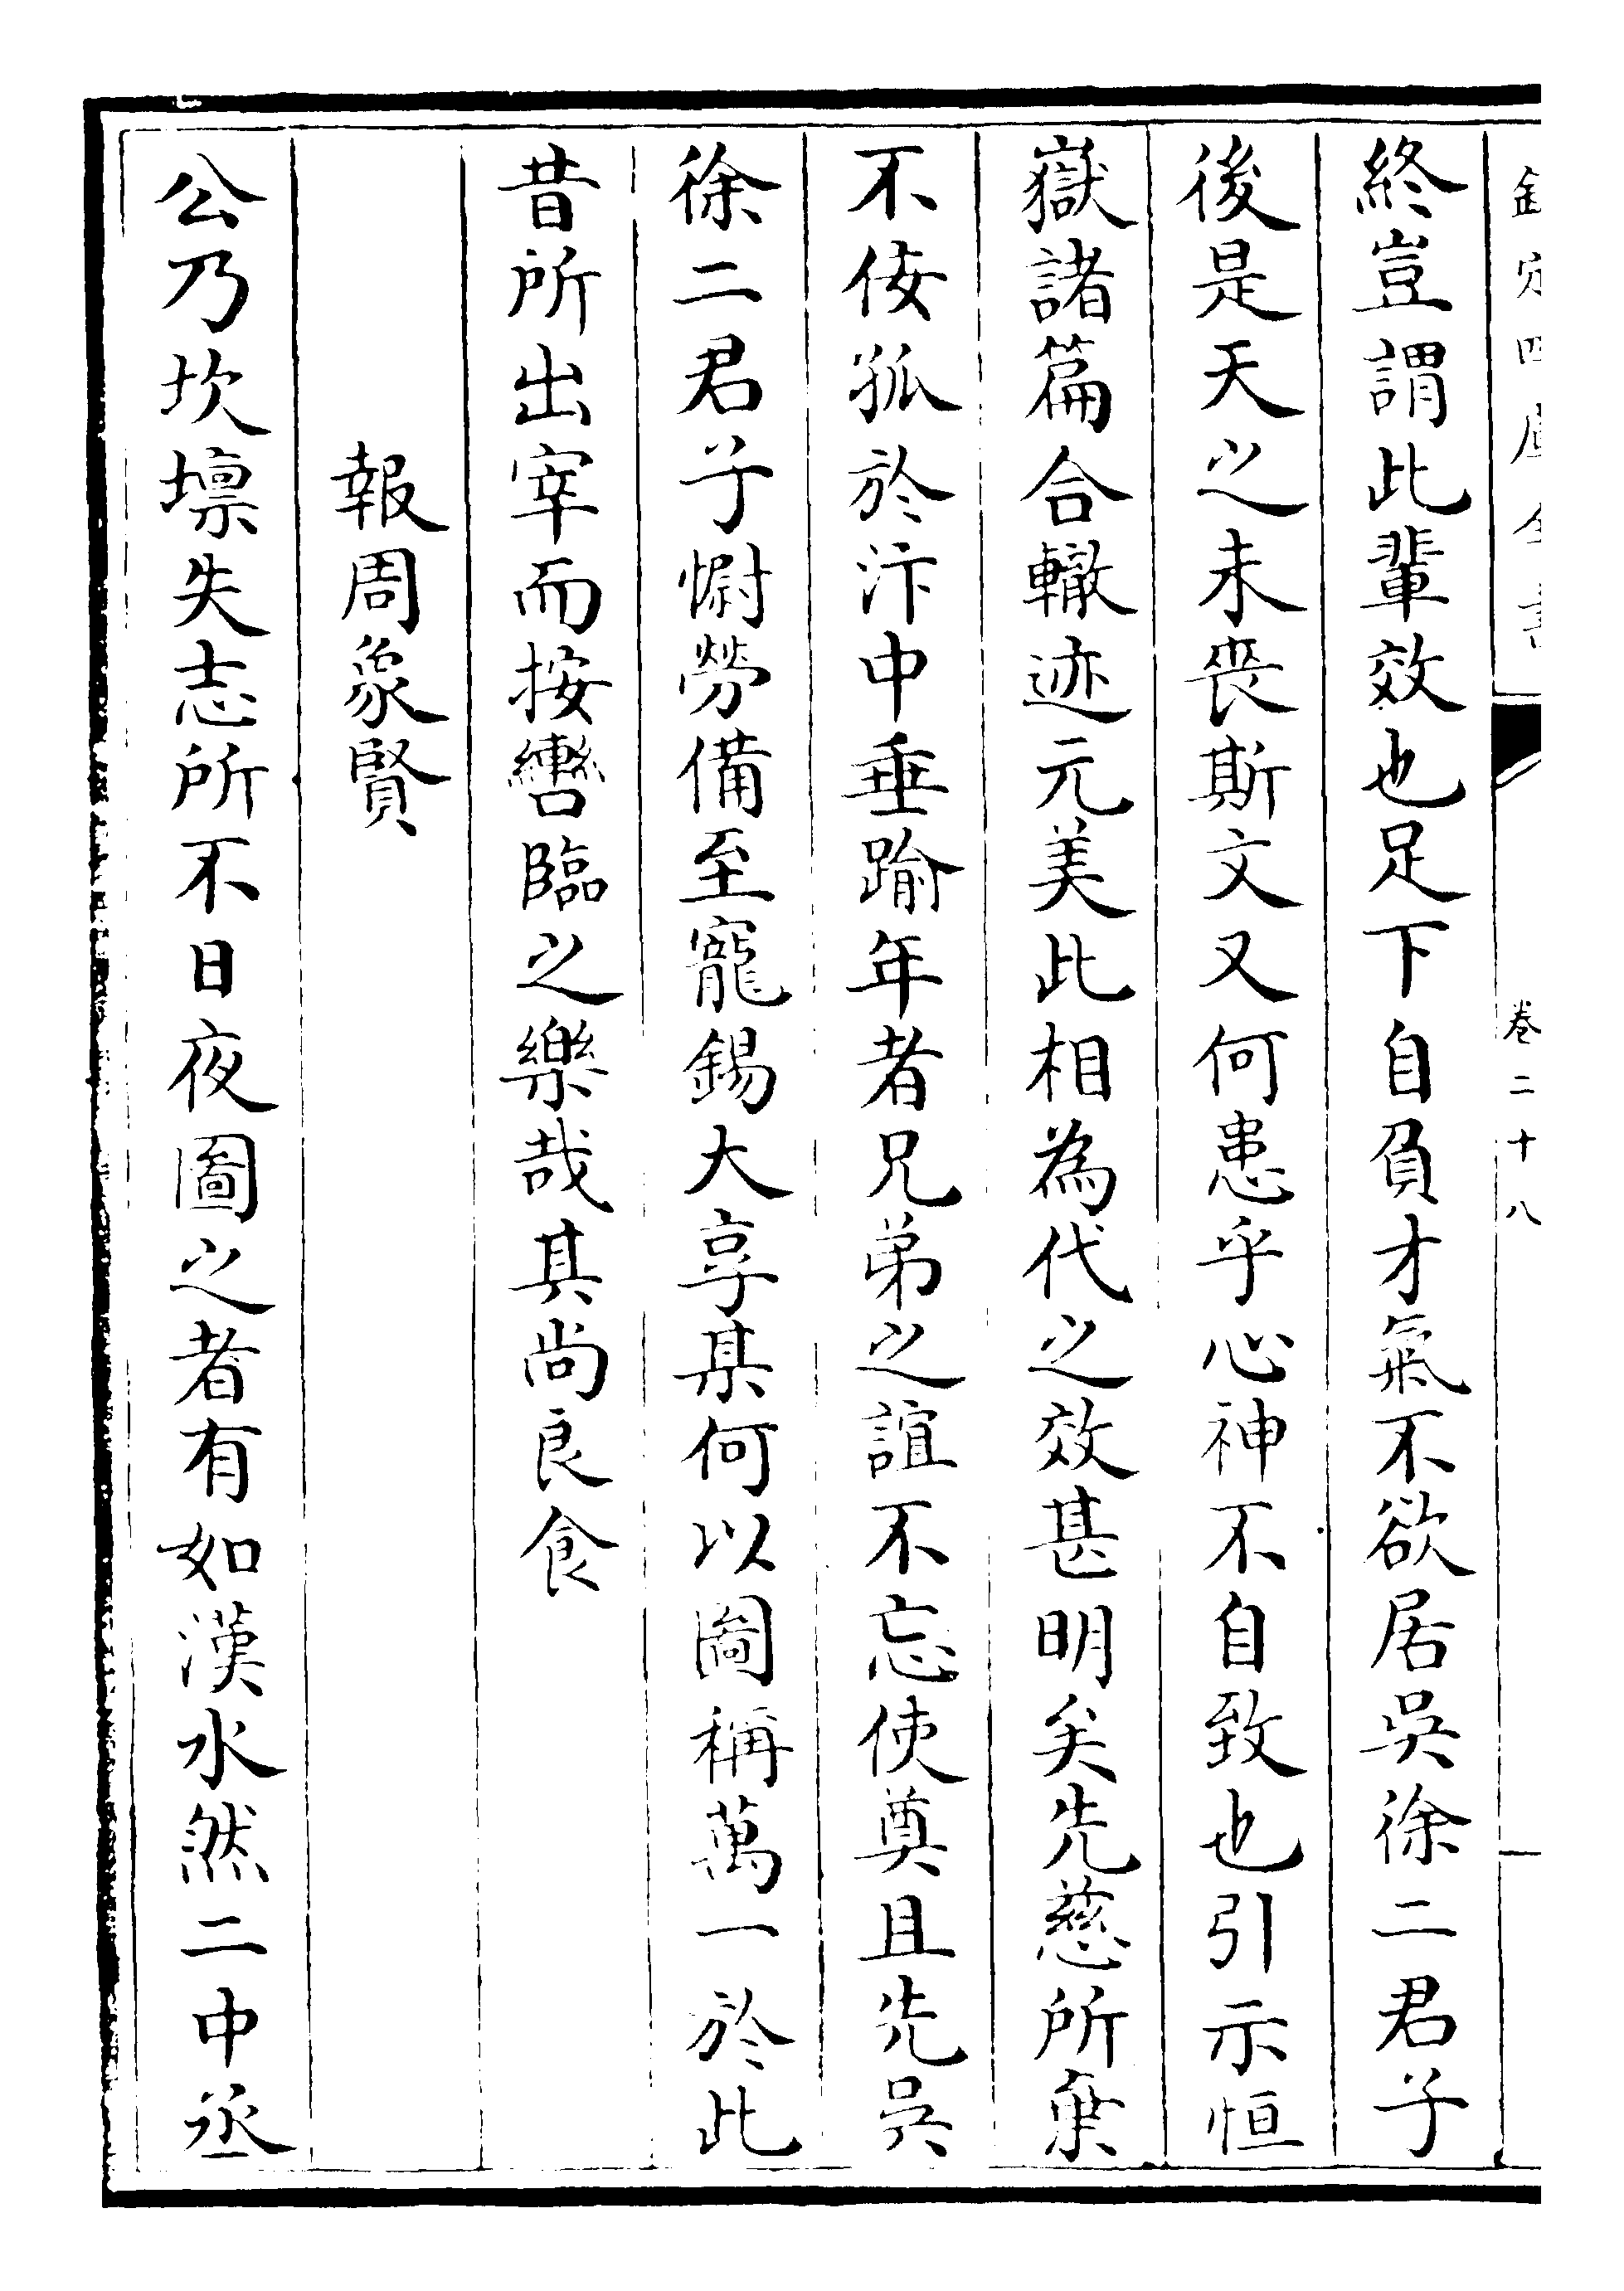 欽定四庫全書
卷二十八
終豈謂此輩效也足下自負才氣不欲居吳徐二君子
後是天之未喪斯文又何患乎心神不自致也引示恒
嶽諸篇合轍迹元美此相為代之效甚明矣先慈所棄
不佞孤於汴中垂踰年者兄弟之誼不忘使奠且先吳
徐二君子慰勞備至寵錫大享某何以圖稱萬一於此
昔所出宰而按轡臨之樂哉其尚良食
報周象賢
公乃坎壈失志所不日夜圖之者有如漢水然二中丞